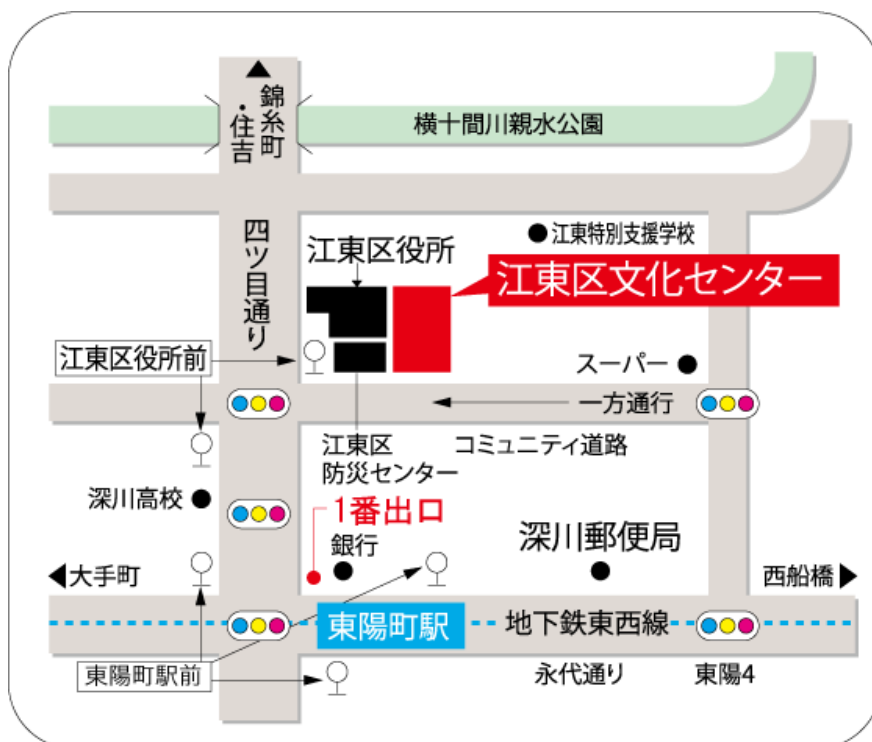 錦糸町
・住吉
横十間川親水公園
四ツ目通り
江東区役所
江東特別支援学校
江東区文化センター
江東区役所前
スーパー
一方通行
江東区
防災センター
コミュニティ道路
深川高校
1番出口
銀行
深川郵便局
大手町
西船橋
東陽町駅
地下鉄東西線
東陽町駅前
永代通り
東陽4